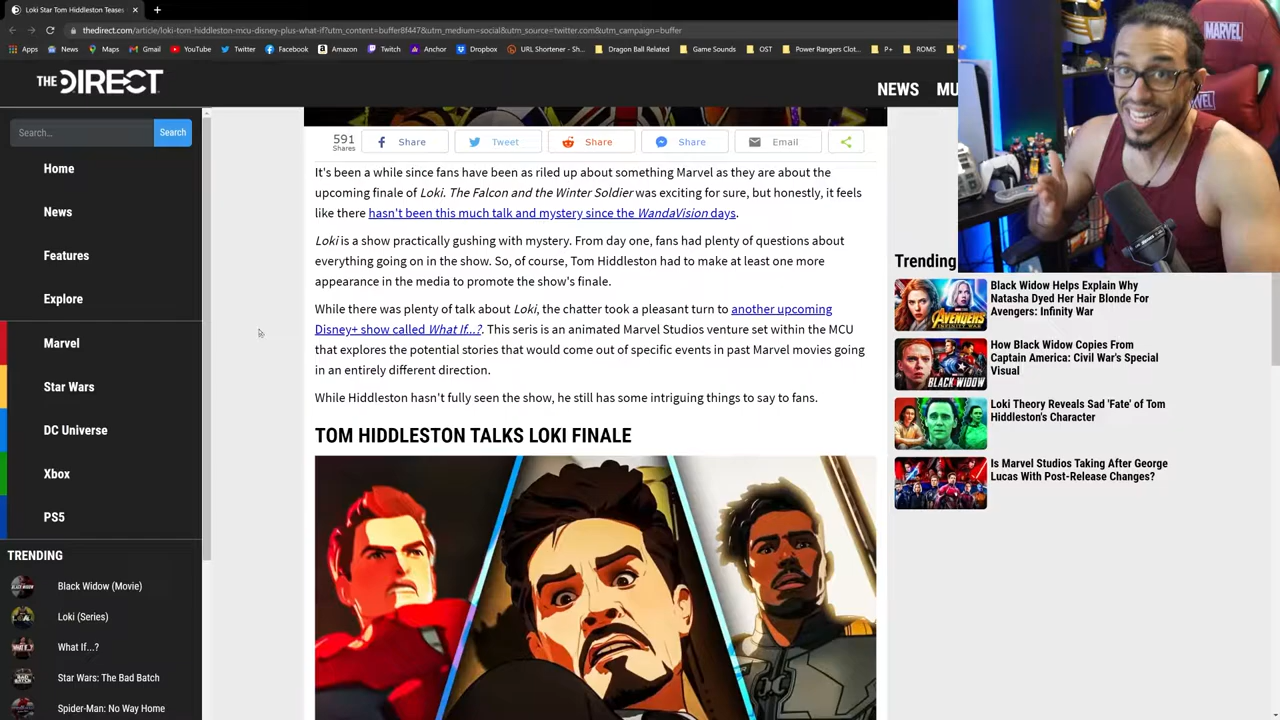 Loki Star Tom Hiddleston Teases
thedirect.com/article/loki-tom-hiddleston-mcu-disney-plus-what-if?utm_content=buffer8f447&utm_medium=social&utm_source=twitter.com&utm_campaign=buffer
Apps News Maps Gmail YouTube Twitter Facebook Amazon Twitch Anchor Dropbox URL Shortener - Sh... Dragon Ball Related Game Sounds OST Power Rangers Clot... P+ ROMS
THE DIRECT
NEWS MU
Search...
Search
Home
News
Features
Explore
Marvel
Star Wars
DC Universe
Xbox
PS5
TRENDING
Black Widow (Movie)
Loki (Series)
What If...?
Star Wars: The Bad Batch
Spider-Man: No Way Home
591
Shares
Share
Tweet
Share
Share
Email
It's been a while since fans have been as riled up about something Marvel as they are about the
upcoming finale of Loki. The Falcon and the Winter Soldier was exciting for sure, but honestly, it feels
like there hasn't been this much talk and mystery since the WandaVision days.
Loki is a show practically gushing with mystery. From day one, fans had plenty of questions about
everything going on in the show. So, of course, Tom Hiddleston had to make at least one more
appearance in the media to promote the show's finale.
While there was plenty of talk about Loki, the chatter took a pleasant turn to another upcoming
Disney+ show called What If...?. This seris is an animated Marvel Studios venture set within the MCU
that explores the potential stories that would come out of specific events in past Marvel movies going
in an entirely different direction.
While Hiddleston hasn't fully seen the show, he still has some intriguing things to say to fans.
TOM HIDDLESTON TALKS LOKI FINALE
Trending
AVENGERS
Black Widow Helps Explain Why
Natasha Dyed Her Hair Blonde For
Avengers: Infinity War
BLACK WIDOW
How Black Widow Copies From
Captain America: Civil War's Special
Visual
Loki Theory Reveals Sad 'Fate' of Tom
Hiddleston's Character
Is Marvel Studios Taking After George
Lucas With Post-Release Changes?
MARVEL